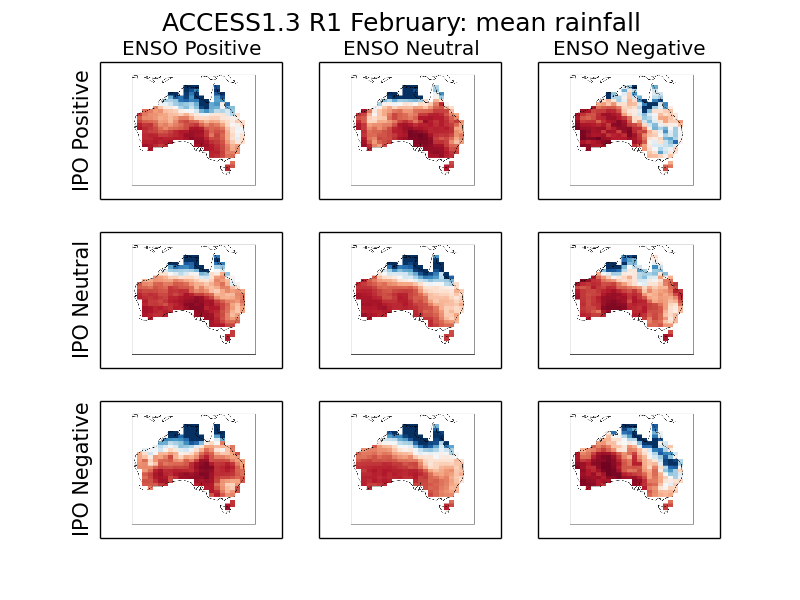 ACCESS1.3 R1 February: mean rainfall
ENSO Positive
ENSO Neutral
ENSO Negative
IPO Positive
IPO Neutral
IPO Negative